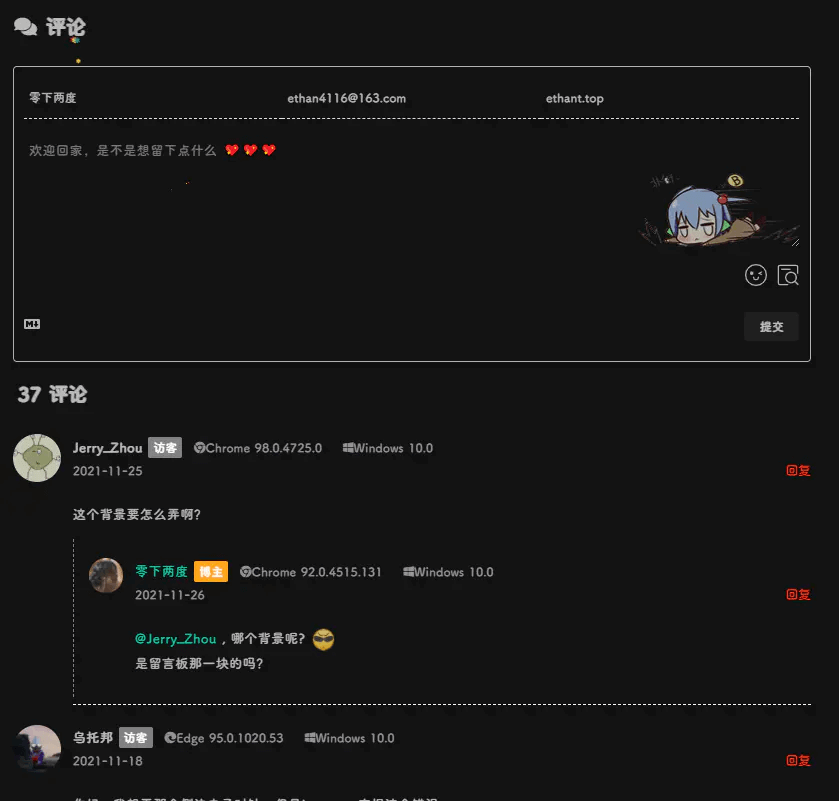 评论
零下两度 ethan4116@163.com ethant.top
欢迎回家，是不是想留下点什么
B
M↓
提交
37 评论
Jerry_Zhou 访客 Chrome 98.0.4725.0 Windows 10.0
2021-11-25 回复
这个背景要怎么弄啊?
零下两度 博主 Chrome 92.0.4515.131 Windows 10.0
2021-11-26 回复
@Jerry_Zhou , 哪个背景呢?
是留言板那一块的吗?
乌托邦 访客 Edge 95.0.1020.53 Windows 10.0
2021-11-18 回复